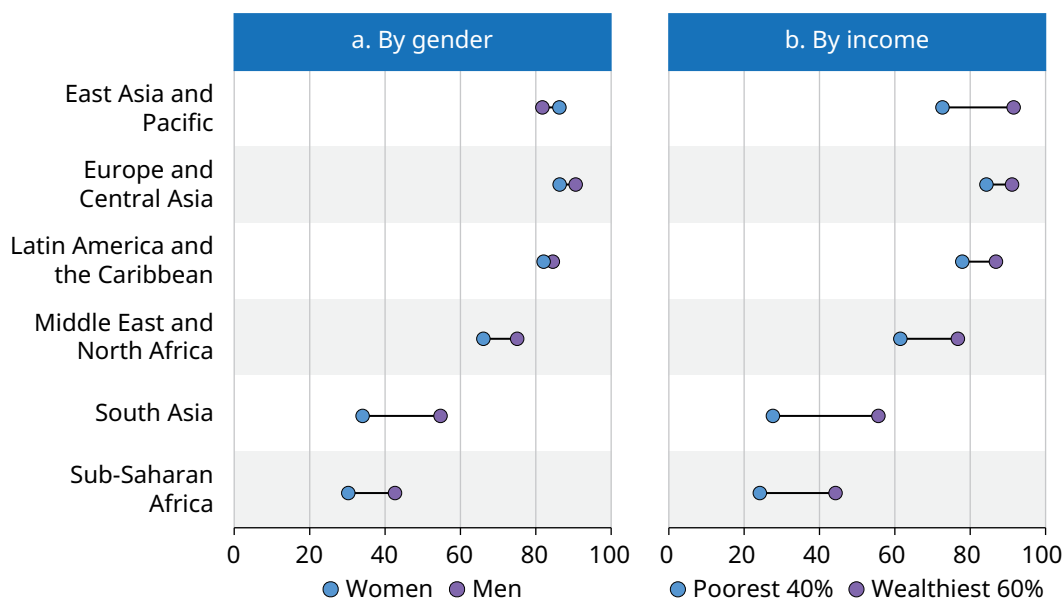 a. By gender
b. By income
East Asia and
Pacific
Europe and
Central Asia
Latin America and
the Caribbean
Middle East and
North Africa
South Asia
Sub-Saharan
Africa
0 20 40 60 80 100
0 20 40 60 80 100
Women Men
Poorest 40% Wealthiest 60%